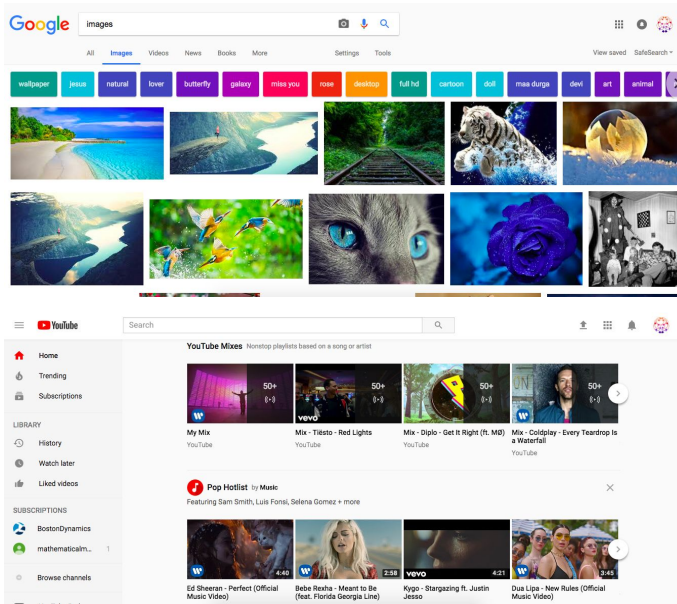 Google
images
All Images Videos News Books More Settings Tools
View saved SafeSearch
wallpaper jesus natural lover butterfly galaxy miss you rose desktop full hd cartoon doll maa durga devi art animal
YouTube
Search
YouTube Mixes Nonstop playlists based on a song or artist
Home
Trending
Subscriptions
LIBRARY
History
Watch later
Liked videos
SUBSCRIPTIONS
BostonDynamics
mathematicalm... 1
Browse channels
50+ 50+ 50+ 50+
vevo
My Mix
YouTube
Mix - Tiësto - Red Lights
YouTube
Mix - Diplo - Get It Right (ft. MØ)
YouTube
Mix - Coldplay - Every Teardrop Is
a Waterfall
YouTube
Pop Hotlist by Music
Featuring Sam Smith, Luis Fonsi, Selena Gomez + more
vevo
4:40 2:58 4:21 3:45
Ed Sheeran - Perfect (Official
Music Video)
Bebe Rexha - Meant to Be
(feat. Florida Georgia Line)
Kygo - Stargazing ft. Justin
Jesso
Dua Lipa - New Rules (Official
Music Video)